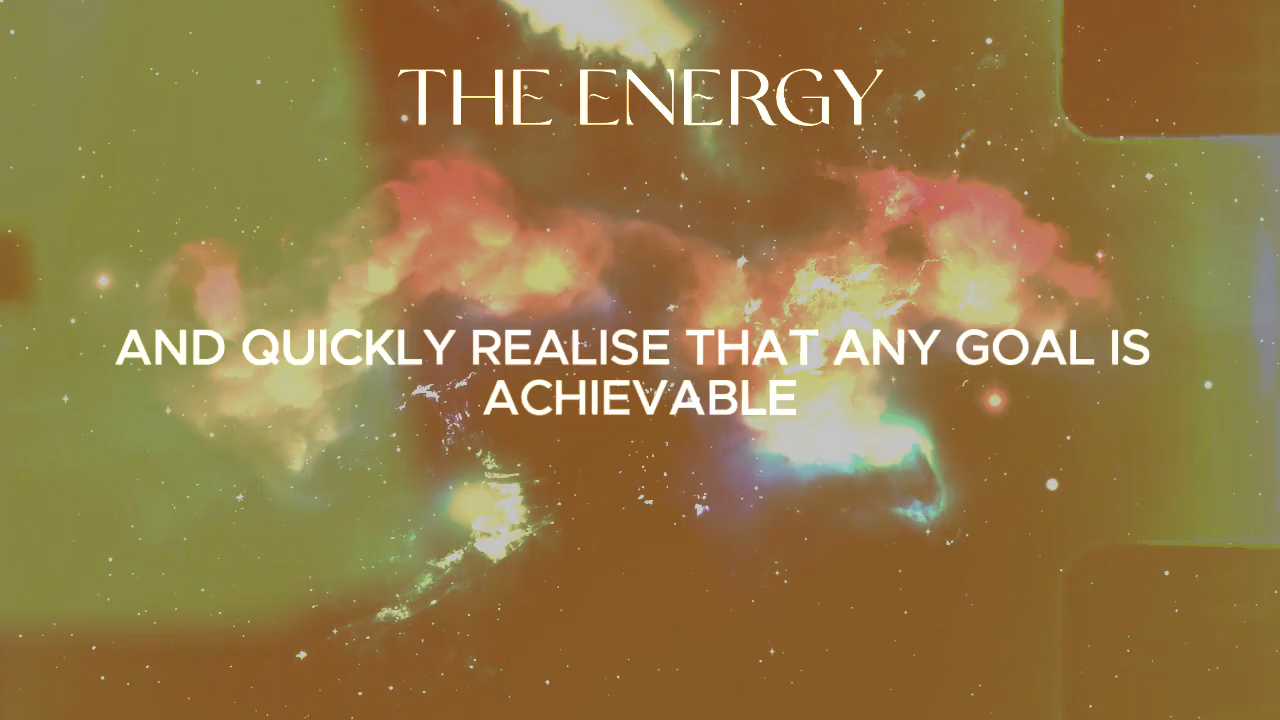 THE ENERGY
AND QUICKLY REALISE THAT ANY GOAL IS
ACHIEVABLE